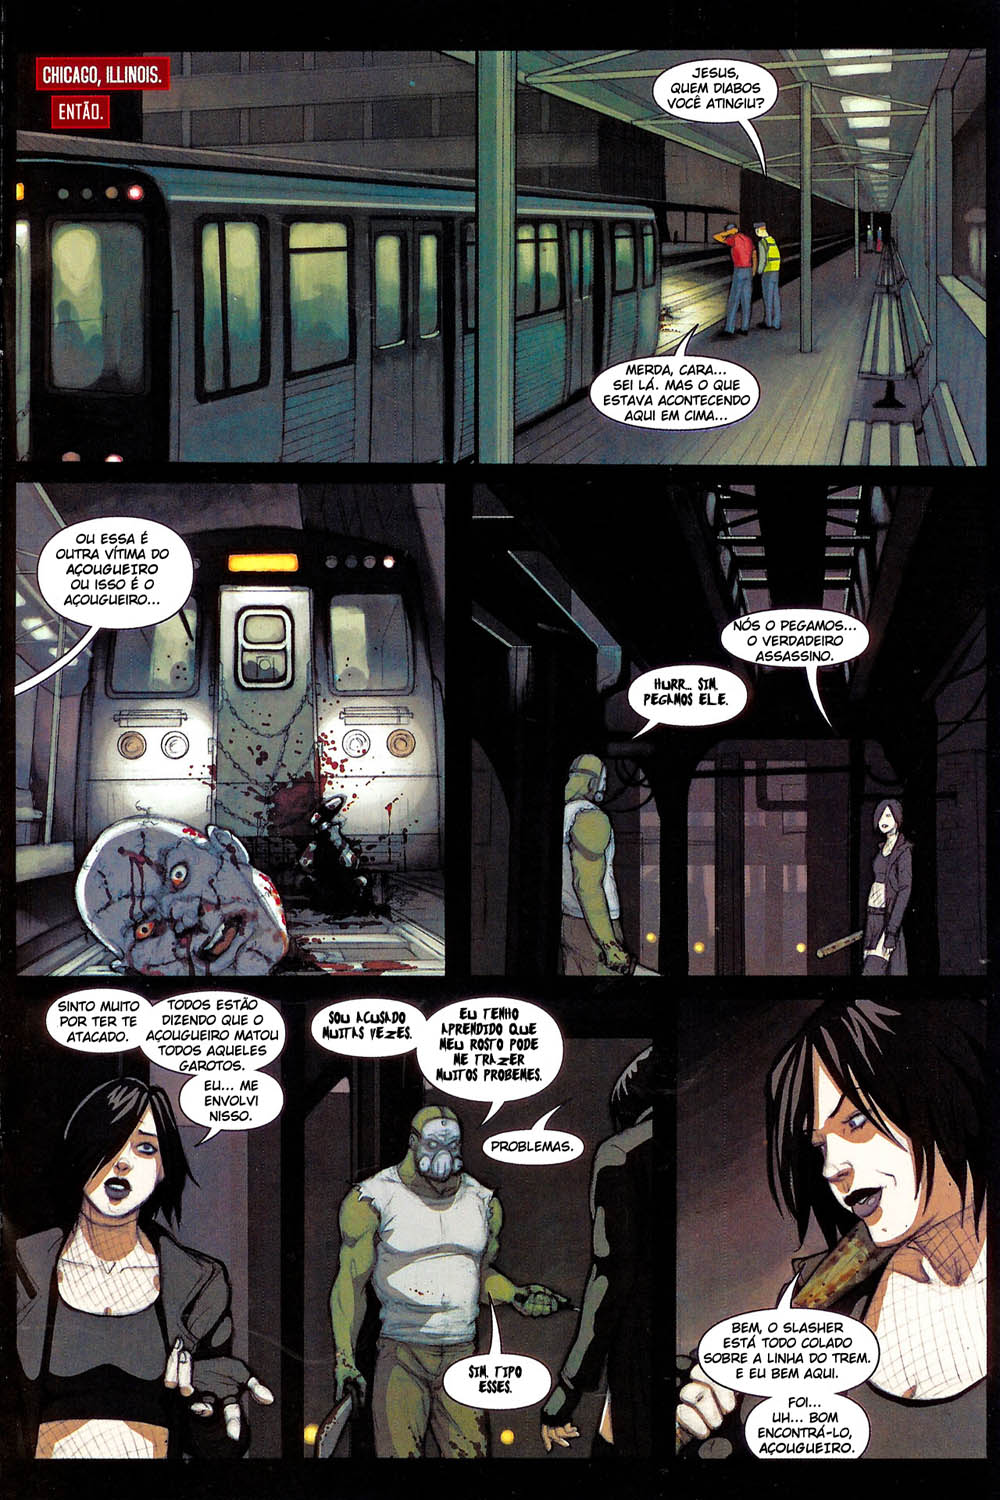 CHICAGO, ILLINOIS.
ENTÃO.
JESUS,
QUEM DIABOS
VOCÊ ATINGIU?
MERDA, CARA...
SEI LÁ. MAS O QUE
ESTAVA ACONTECENDO
AQUI EM CIMA...
OU ESSA É
OUTRA VÍTIMA DO
AÇOUGUEIRO
OU ISSO É O
AÇOUGUEIRO...
NÓS O PEGAMOS...
O VERDADEIRO
ASSASSINO.
HURR... SIM.
PEGAMOS ELE.
SINTO MUITO
POR TER TE
ATACADO.
TODOS ESTÃO
DIZENDO QUE O
AÇOUGUEIRO MATOU
TODOS AQUELES
GAROTOS.
EU... ME
ENVOLVI
NISSO.
SOU ACUSADO
MUITAS VEZES.
EU TENHO
APRENDIDO QUE
MEU ROSTO PODE
ME TRAZER
MUITOS PROBEMES.
PROBLEMAS.
SIM. TIPO
ESSES.
BEM, O SLASHER
ESTÁ TODO COLADO
SOBRE A LINHA DO TREM.
E EU BEM AQUI.
FOI...
UH... BOM
ENCONTRÁ-LO,
AÇOUGUEIRO.